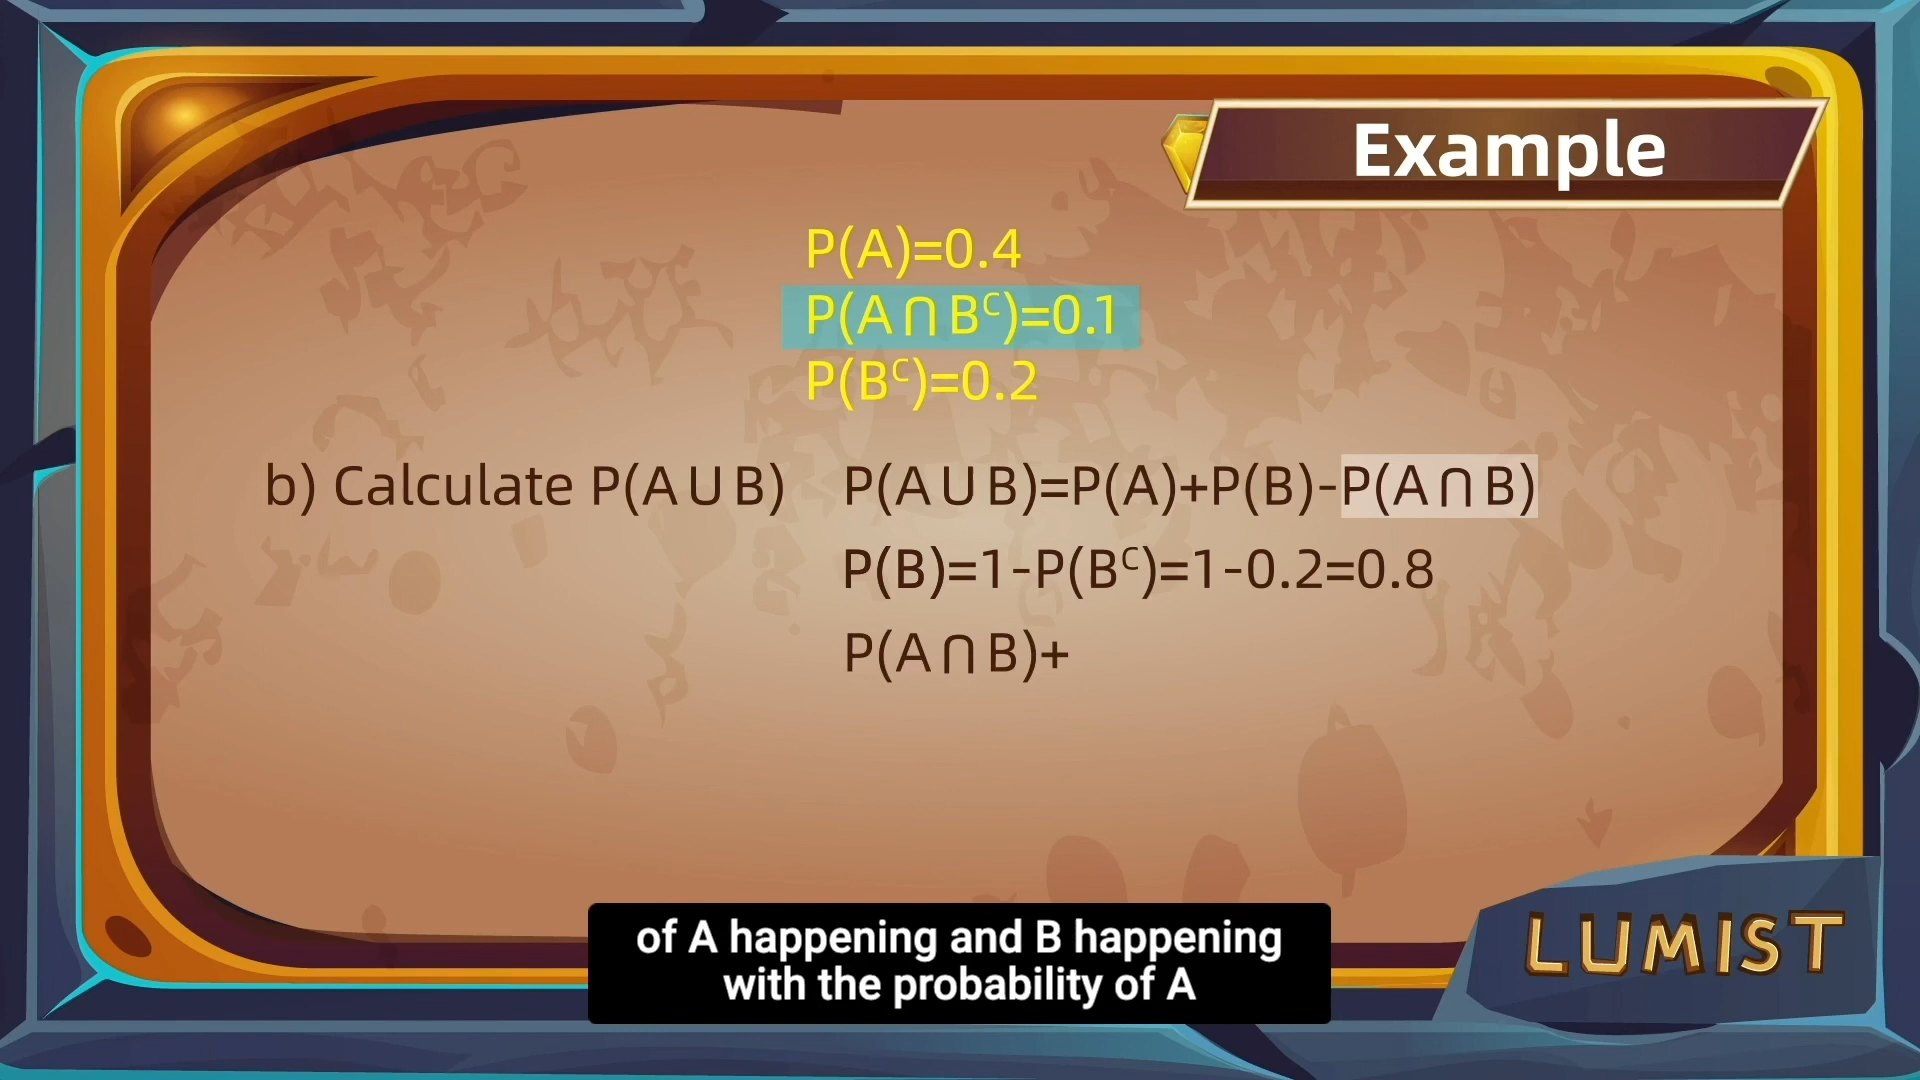 Example
P(A)=0.4
P(A∩Bᶜ)=0.1
P(Bᶜ)=0.2
b) Calculate P(A∪B) P(A∪B)=P(A)+P(B)-P(A∩B)
P(B)=1-P(Bᶜ)=1-0.2=0.8
P(A∩B)+
of A happening and B happening
with the probability of A
LUMIST